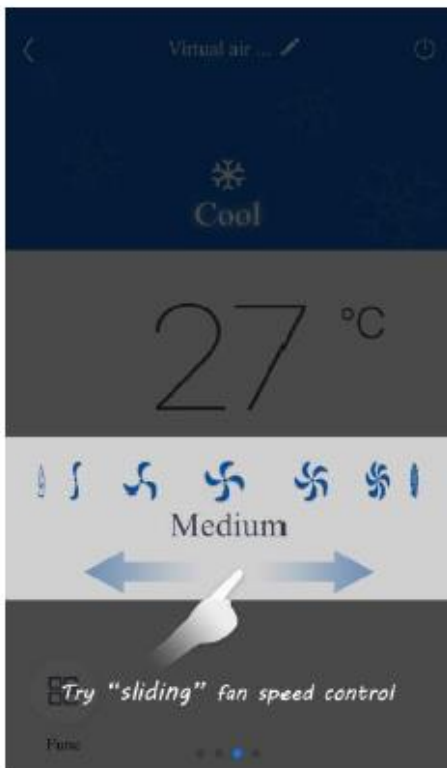 Virtual air ...
Cool
27 °C
Medium
Try "sliding" fan speed control
Func